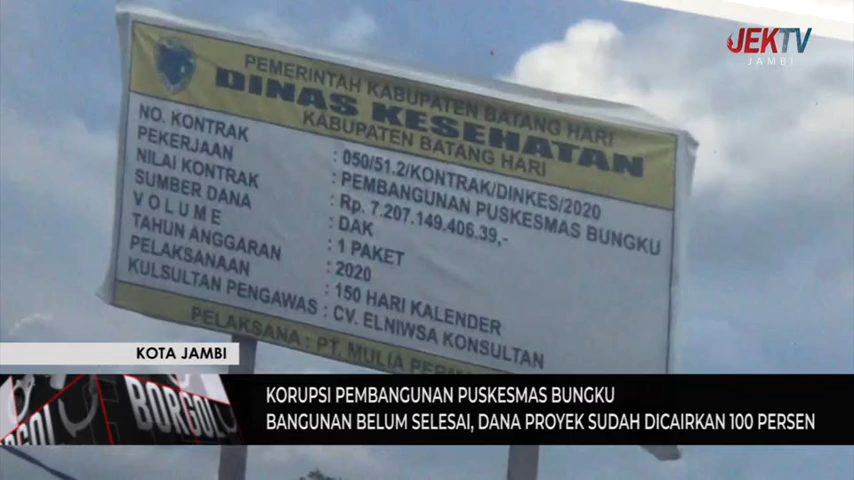 JEKTV
JAMBI
PEMERINTAH KABUPATEN BATANG HARI
DINAS KESEHATAN
KABUPATEN BATANG HARI
NO. KONTRAK : 050/51.2/KONTRAK/DINKES/2020
PEKERJAAN : PEMBANGUNAN PUSKESMAS BUNGKU
NILAI KONTRAK : Rp. 7.207.149.406.39,-
SUMBER DANA : DAK
VOLUME : 1 PAKET
TAHUN ANGGARAN : 2020
PELAKSANAAN : 150 HARI KALENDER
KULSULTAN PENGAWAS : CV. ELNIWSA KONSULTAN
PELAKSANA : PT. MULIA
KOTA JAMBI
BORGOL
KORUPSI PEMBANGUNAN PUSKESMAS BUNGKU
BANGUNAN BELUM SELESAI, DANA PROYEK SUDAH DICAIRKAN 100 PERSEN